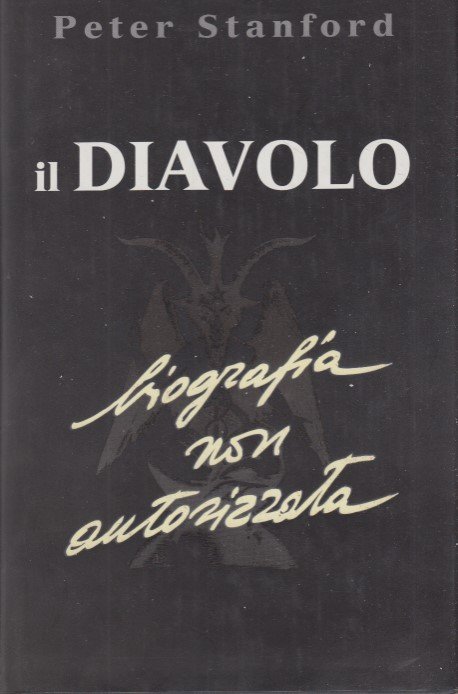 Peter Stanford
il DIAVOLO
biografia
non
autorizzata